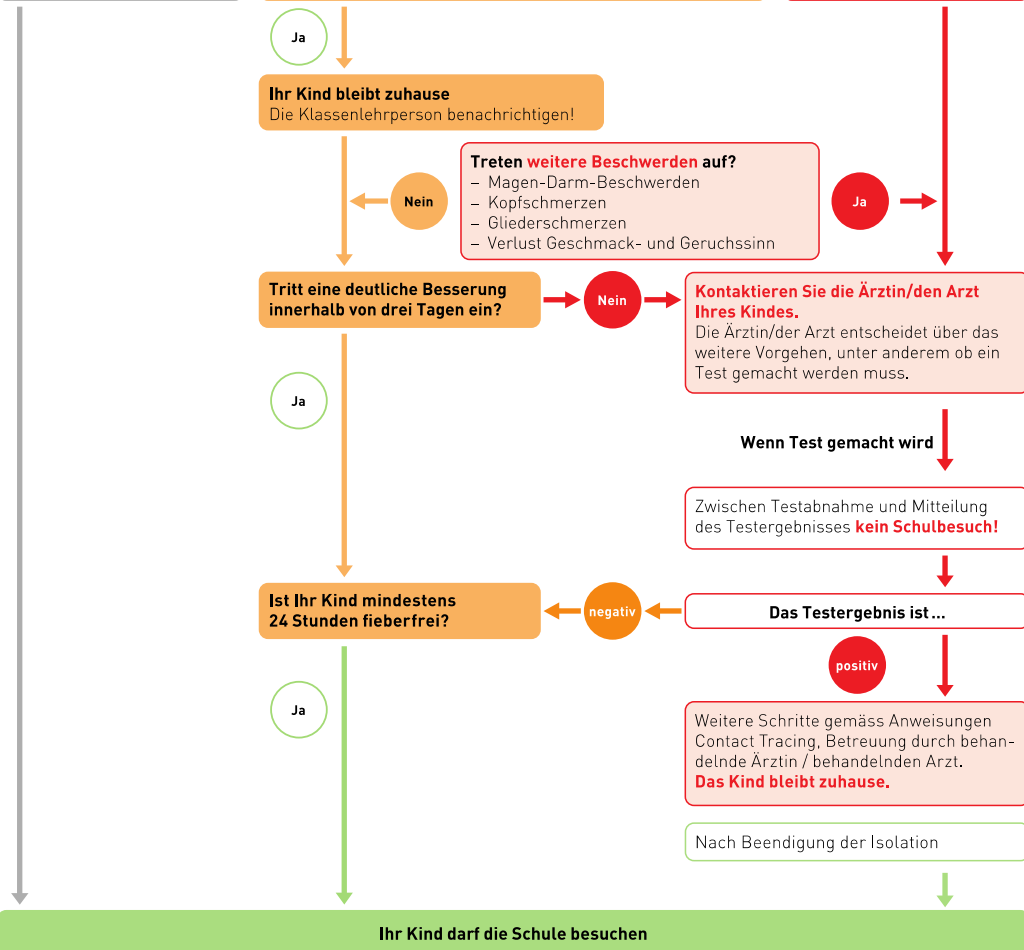 Ja
Ihr Kind bleibt zuhause
Die Klassenlehrperson benachrichtigen!
Treten weitere Beschwerden auf?
– Magen-Darm-Beschwerden
– Kopfschmerzen
– Gliederschmerzen
– Verlust Geschmack- und Geruchssinn
Nein
Ja
Tritt eine deutliche Besserung
innerhalb von drei Tagen ein?
Nein
Kontaktieren Sie die Ärztin/den Arzt
Ihres Kindes.
Die Ärztin/der Arzt entscheidet über das
weitere Vorgehen, unter anderem ob ein
Test gemacht werden muss.
Ja
Wenn Test gemacht wird
Zwischen Testabnahme und Mitteilung
des Testergebnisses kein Schulbesuch!
Ist Ihr Kind mindestens
24 Stunden fieberfrei?
negativ
Das Testergebnis ist ...
positiv
Ja
Weitere Schritte gemäss Anweisungen
Contact Tracing, Betreuung durch behan-
delnde Ärztin / behandelnden Arzt.
Das Kind bleibt zuhause.
Nach Beendigung der Isolation
Ihr Kind darf die Schule besuchen